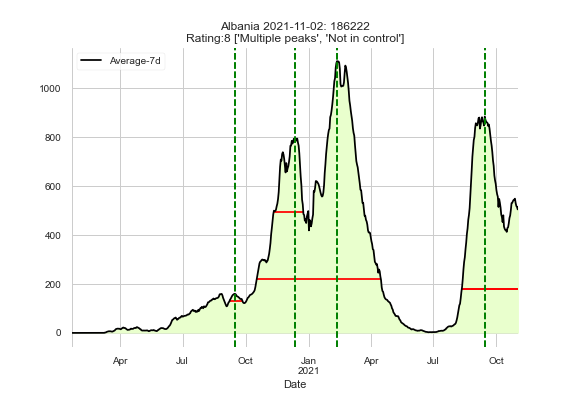 Albania 2021-11-02: 186222
Rating:8 ['Multiple peaks', 'Not in control']
Average-7d
1000
800
600
400
200
0
Apr Jul Oct Jan Apr Jul Oct
2021
Date